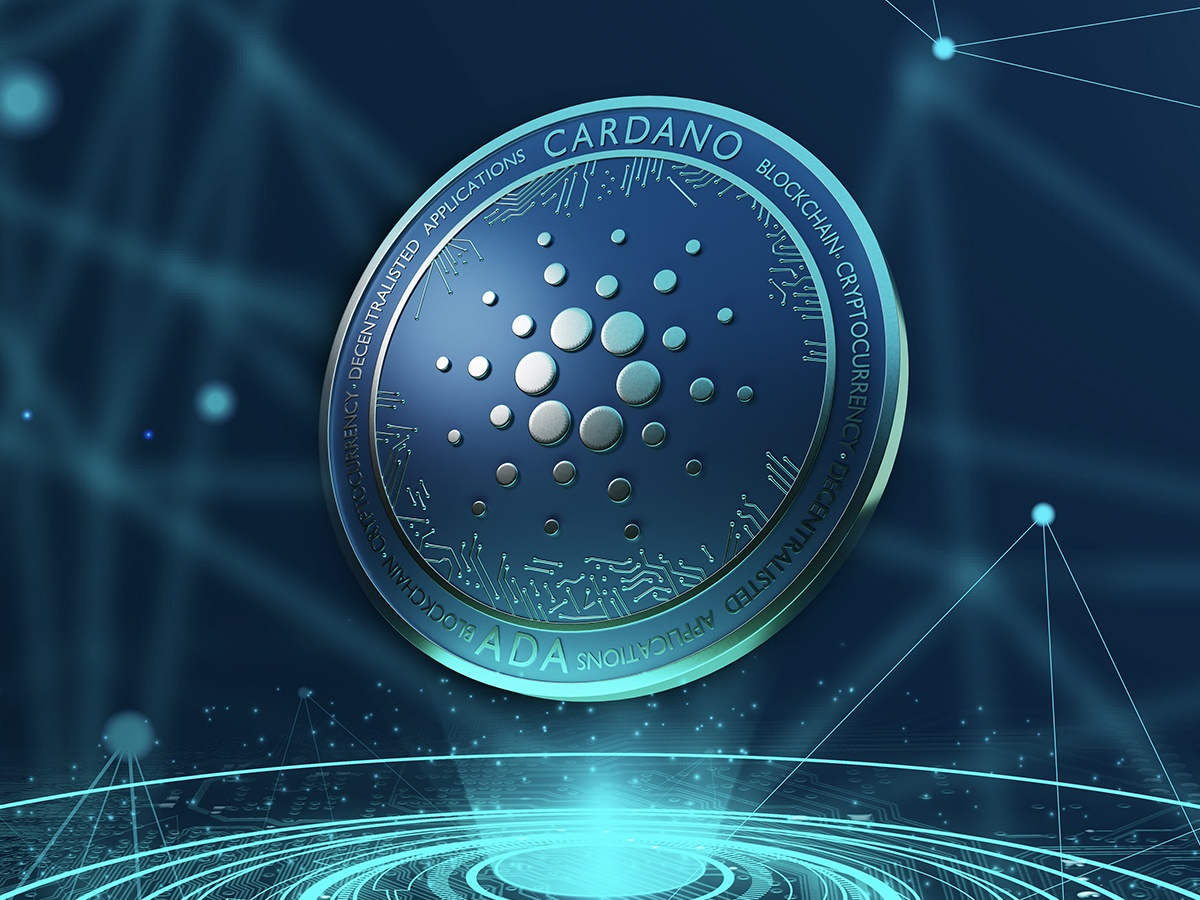 CARDANO
BLOCKCHAIN • CRYPTOCURRENCY • DECENTRALISTED APPLICATIONS
ADA
BLOCKCHAIN • CRYPTOCURRENCY • DECENTRALISTED APPLICATIONS